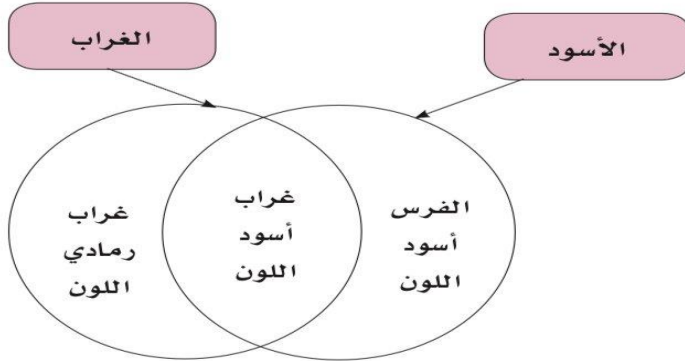 الغراب
الأسود
غراب
رمادي
اللون
غراب
أسود
اللون
الفرس
أسود
اللون